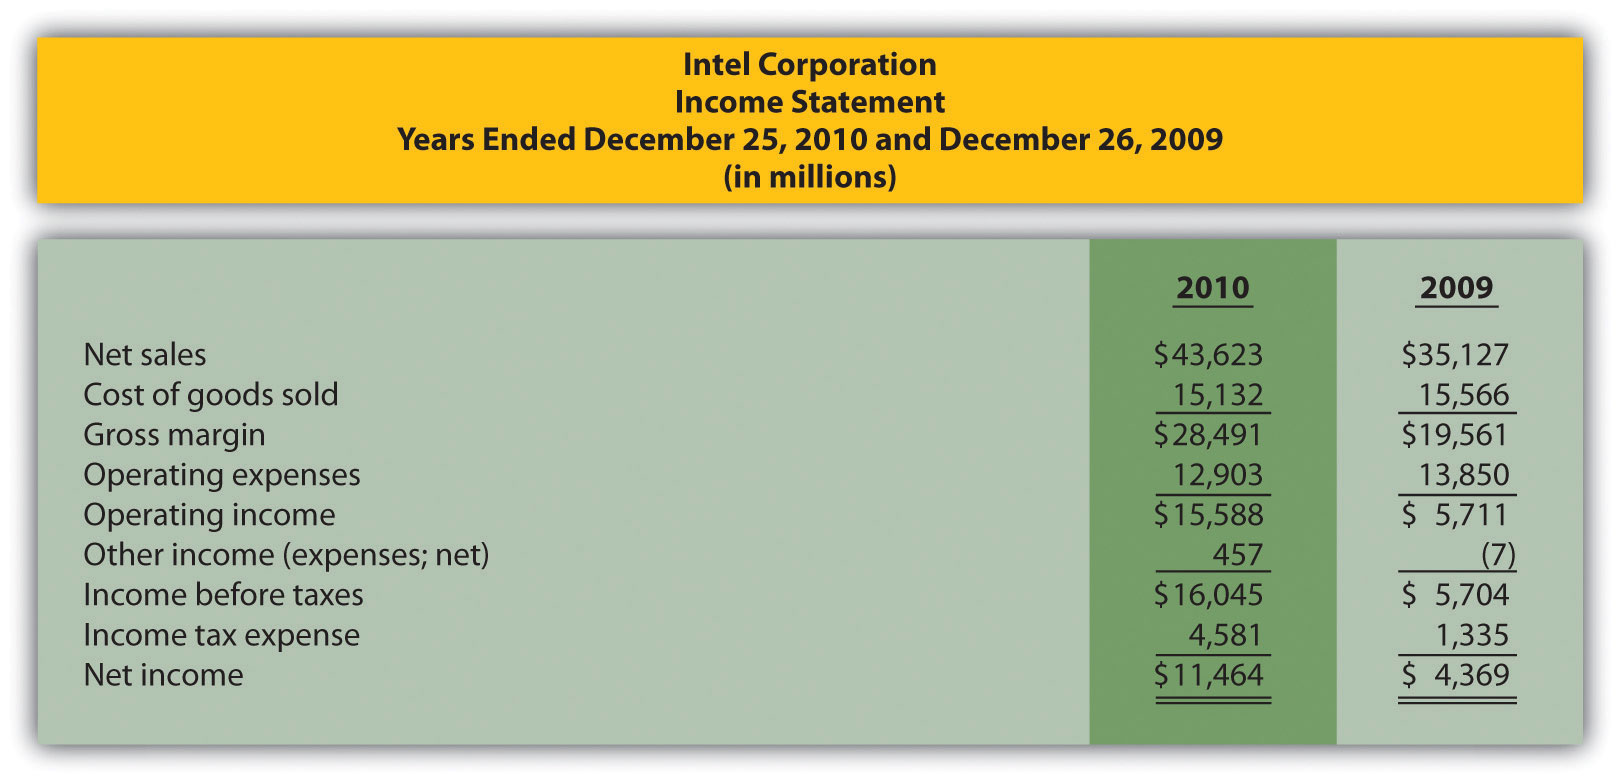 Intel Corporation
Income Statement
Years Ended December 25, 2010 and December 26, 2009
(in millions)
2010 2009
Net sales $43,623 $35,127
Cost of goods sold 15,132 15,566
Gross margin $28,491 $19,561
Operating expenses 12,903 13,850
Operating income $15,588 $ 5,711
Other income (expenses; net) 457 (7)
Income before taxes $16,045 $ 5,704
Income tax expense 4,581 1,335
Net income $11,464 $ 4,369